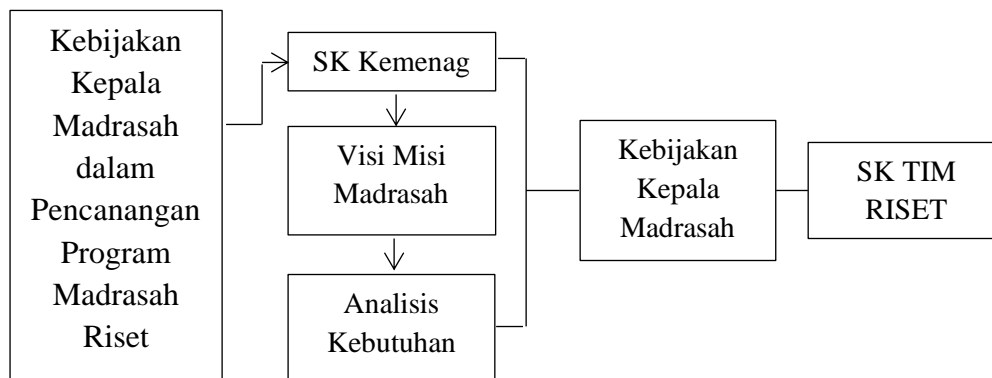 Kebijakan
Kepala
Madrasah
dalam
Pencanangan
Program
Madrasah
Riset
SK Kemenag
Visi Misi
Madrasah
Analisis
Kebutuhan
Kebijakan
Kepala
Madrasah
SK TIM
RISET